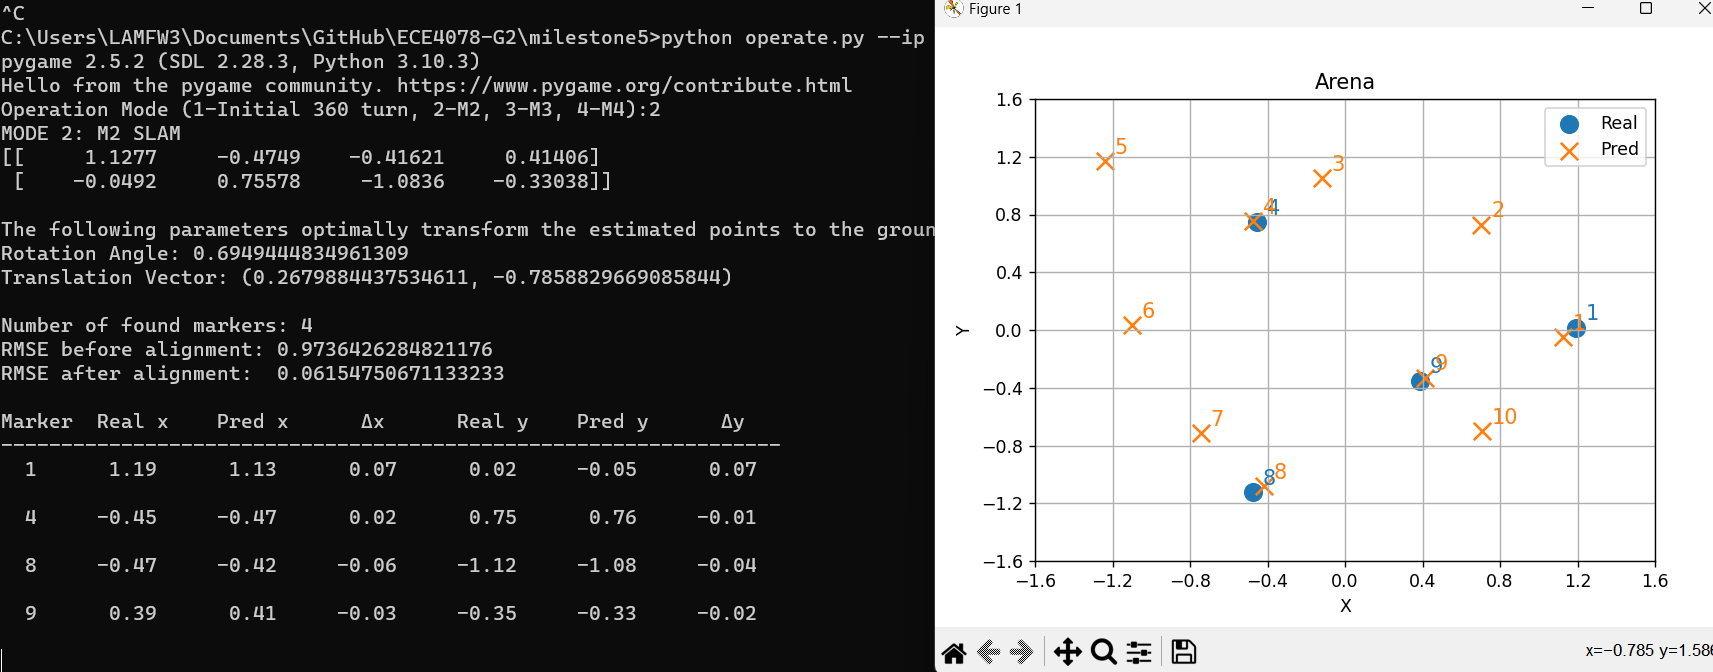 ^C
C:\Users\LAMFW3\Documents\GitHub\ECE4078-G2\milestone5>python operate.py --ip
pygame 2.5.2 (SDL 2.28.3, Python 3.10.3)
Hello from the pygame community. https://www.pygame.org/contribute.html
Operation Mode (1-Initial 360 turn, 2-M2, 3-M3, 4-M4):2
MODE 2: M2 SLAM
[[ 1.1277 -0.4749 -0.41621 0.41406]
[ -0.0492 0.75578 -1.0836 -0.33038]]
The following parameters optimally transform the estimated points to the groun
Rotation Angle: 0.6949444834961309
Translation Vector: (0.2679884437534611, -0.7858829669085844)
Number of found markers: 4
RMSE before alignment: 0.9736426284821176
RMSE after alignment: 0.06154750671133233
Marker Real x Pred x Δx Real y Pred y Δy
--------------------------------------------------------------------
1 1.19 1.13 0.07 0.02 -0.05 0.07
4 -0.45 -0.47 0.02 0.75 0.76 -0.01
8 -0.47 -0.42 -0.06 -1.12 -1.08 -0.04
9 0.39 0.41 -0.03 -0.35 -0.33 -0.02
Figure 1
Arena
Real
Pred
1.6
1.2
0.8
0.4
0.0
−0.4
−0.8
−1.2
−1.6
Y
5
3
4
4
2
6
1
1
9
9
7
10
8
8
−1.6 −1.2 −0.8 −0.4 0.0 0.4 0.8 1.2 1.6
X
x=−0.785 y=1.58